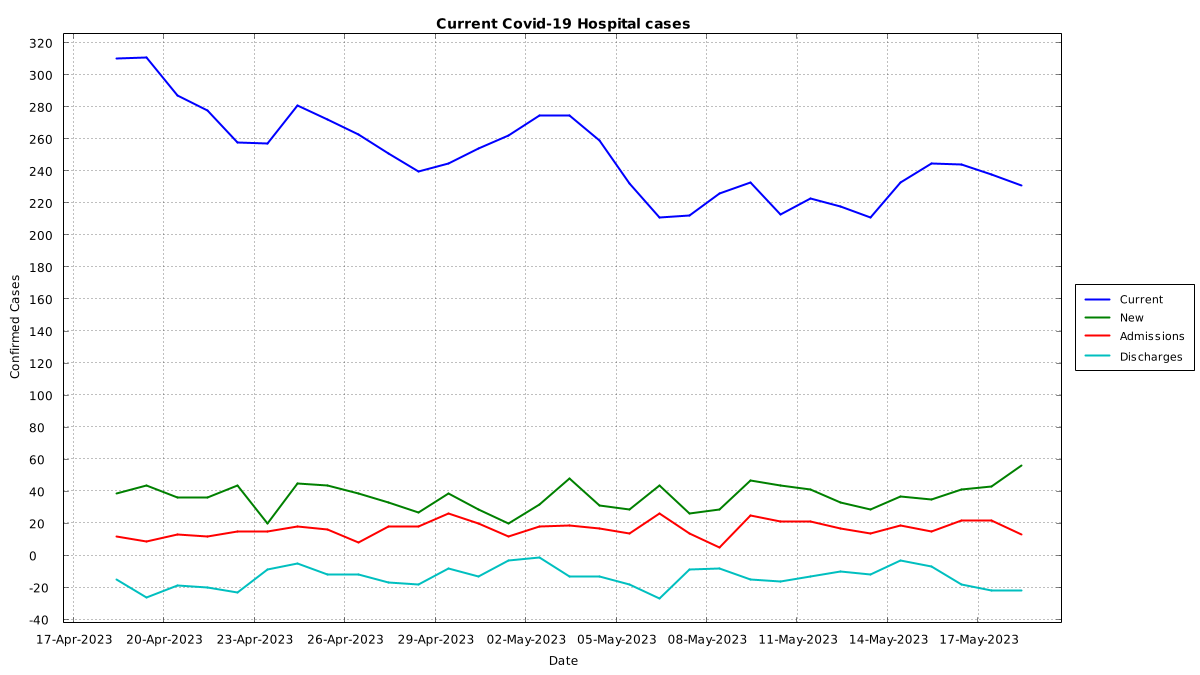 Current Covid-19 Hospital cases
320
300
280
260
240
220
200
180
160
140
120
100
80
60
40
20
0
-20
-40
Confirmed Cases
17-Apr-2023 20-Apr-2023 23-Apr-2023 26-Apr-2023 29-Apr-2023 02-May-2023 05-May-2023 08-May-2023 11-May-2023 14-May-2023 17-May-2023
Date
Current
New
Admissions
Discharges